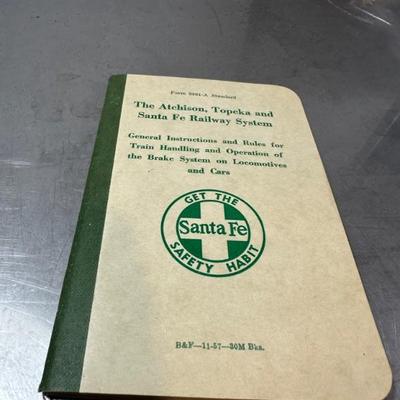 Form 2501-A Standard
The Atchison, Topeka and
Santa Fe Railway System
General Instructions and Rules for
Train Handling and Operation of
the Brake System on Locomotives
and Cars
GET THE
Santa Fe
SAFETY HABIT
B&F—11-57—30M Bks.